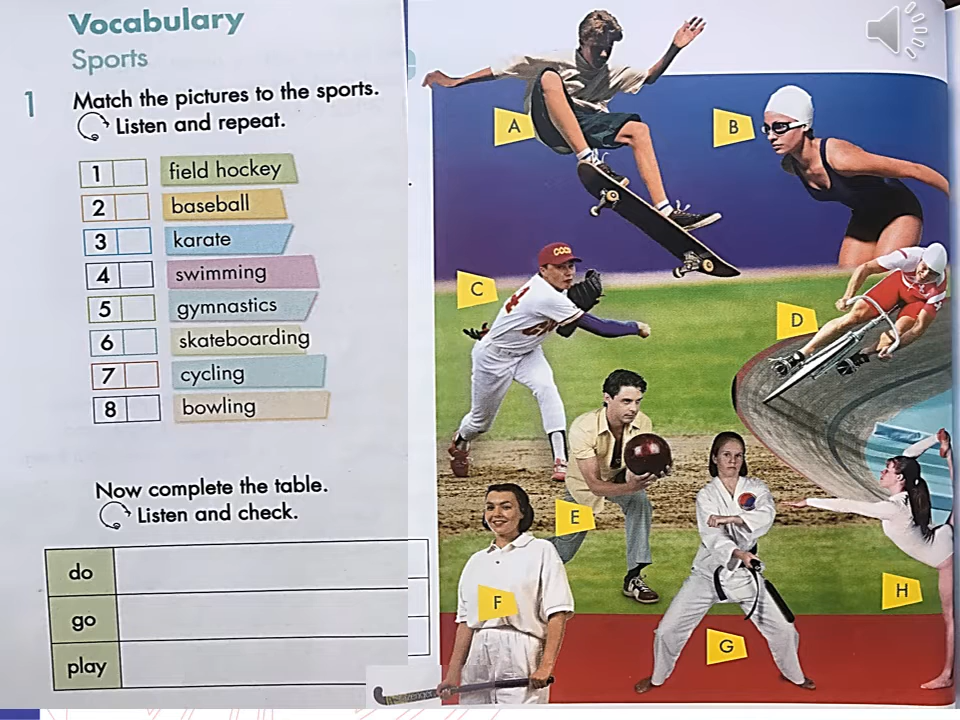 Vocabulary
Sports
1 Match the pictures to the sports.
Listen and repeat.
1 field hockey
2 baseball
3 karate
4 swimming
5 gymnastics
6 skateboarding
7 cycling
8 bowling
Now complete the table.
Listen and check.
do
go
play
A
B
C
D
E
F
G
H